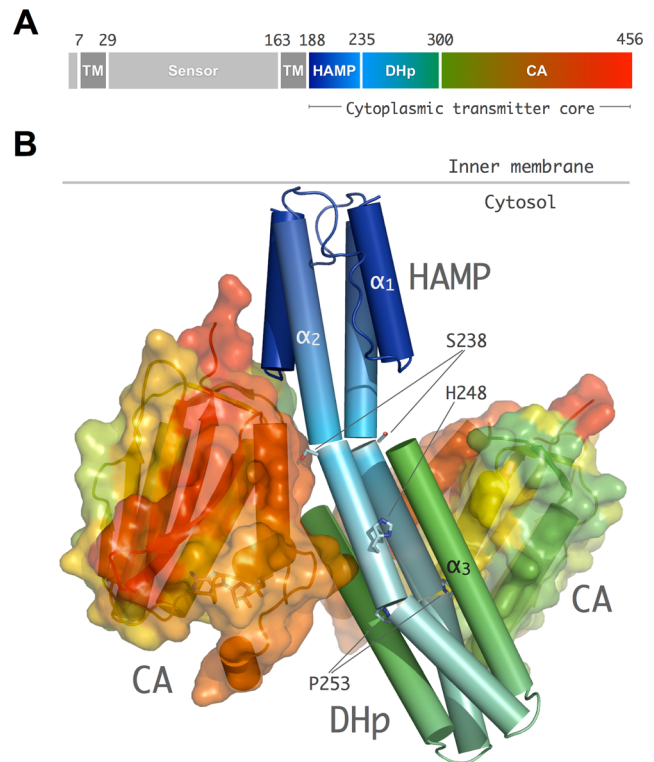 A
7 29 163 188 235 300 456
TM Sensor TM HAMP DHp CA
Cytoplasmic transmitter core
B
Inner membrane
Cytosol
α1 HAMP
α2
S238
H248
α3
CA
CA
P253
DHp